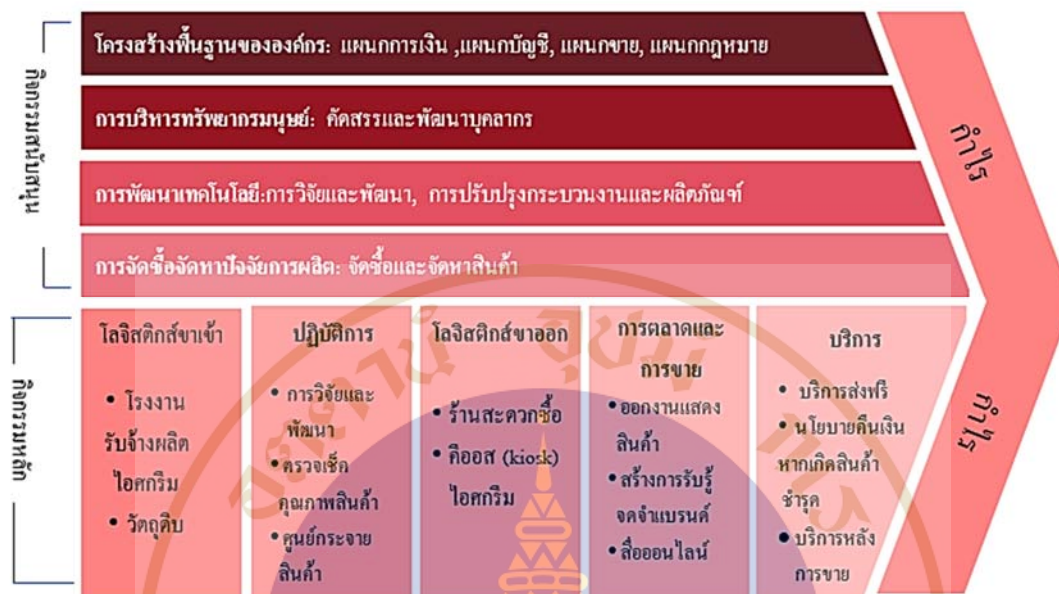 กิจกรรมสนับสนุน
โครงสร้างพื้นฐานขององค์กร: แผนกการเงิน ,แผนกบัญชี, แผนกขาย, แผนกกฎหมาย
การบริหารทรัพยากรมนุษย์: คัดสรรและพัฒนาบุคลากร
การพัฒนาเทคโนโลยี:การวิจัยและพัฒนา, การปรับปรุงกระบวนงานและผลิตภัณฑ์
การจัดซื้อจัดหาปัจจัยการผลิต: จัดซื้อและจัดหาสินค้า
กำไร
กิจกรรมหลัก
โลจิสติกส์ขาเข้า
• โรงงาน
รับจ้างผลิต
ไอศกรีม
• วัตถุดิบ
ปฏิบัติการ
• การวิจัยและ
พัฒนา
• ตรวจเช็ค
คุณภาพสินค้า
• ศูนย์กระจาย
สินค้า
โลจิสติกส์ขาออก
• ร้านสะดวกซื้อ
• คีออส (kiosk)
ไอศกรีม
การตลาดและ
การขาย
• ออกงานแสดง
สินค้า
• สร้างการรับรู้
จดจำแบรนด์
• สื่อออนไลน์
บริการ
• บริการส่งฟรี
• นโยบายคืนเงิน
หากเกิดสินค้า
ชำรุด
• บริการหลัง
การขาย
กำไร